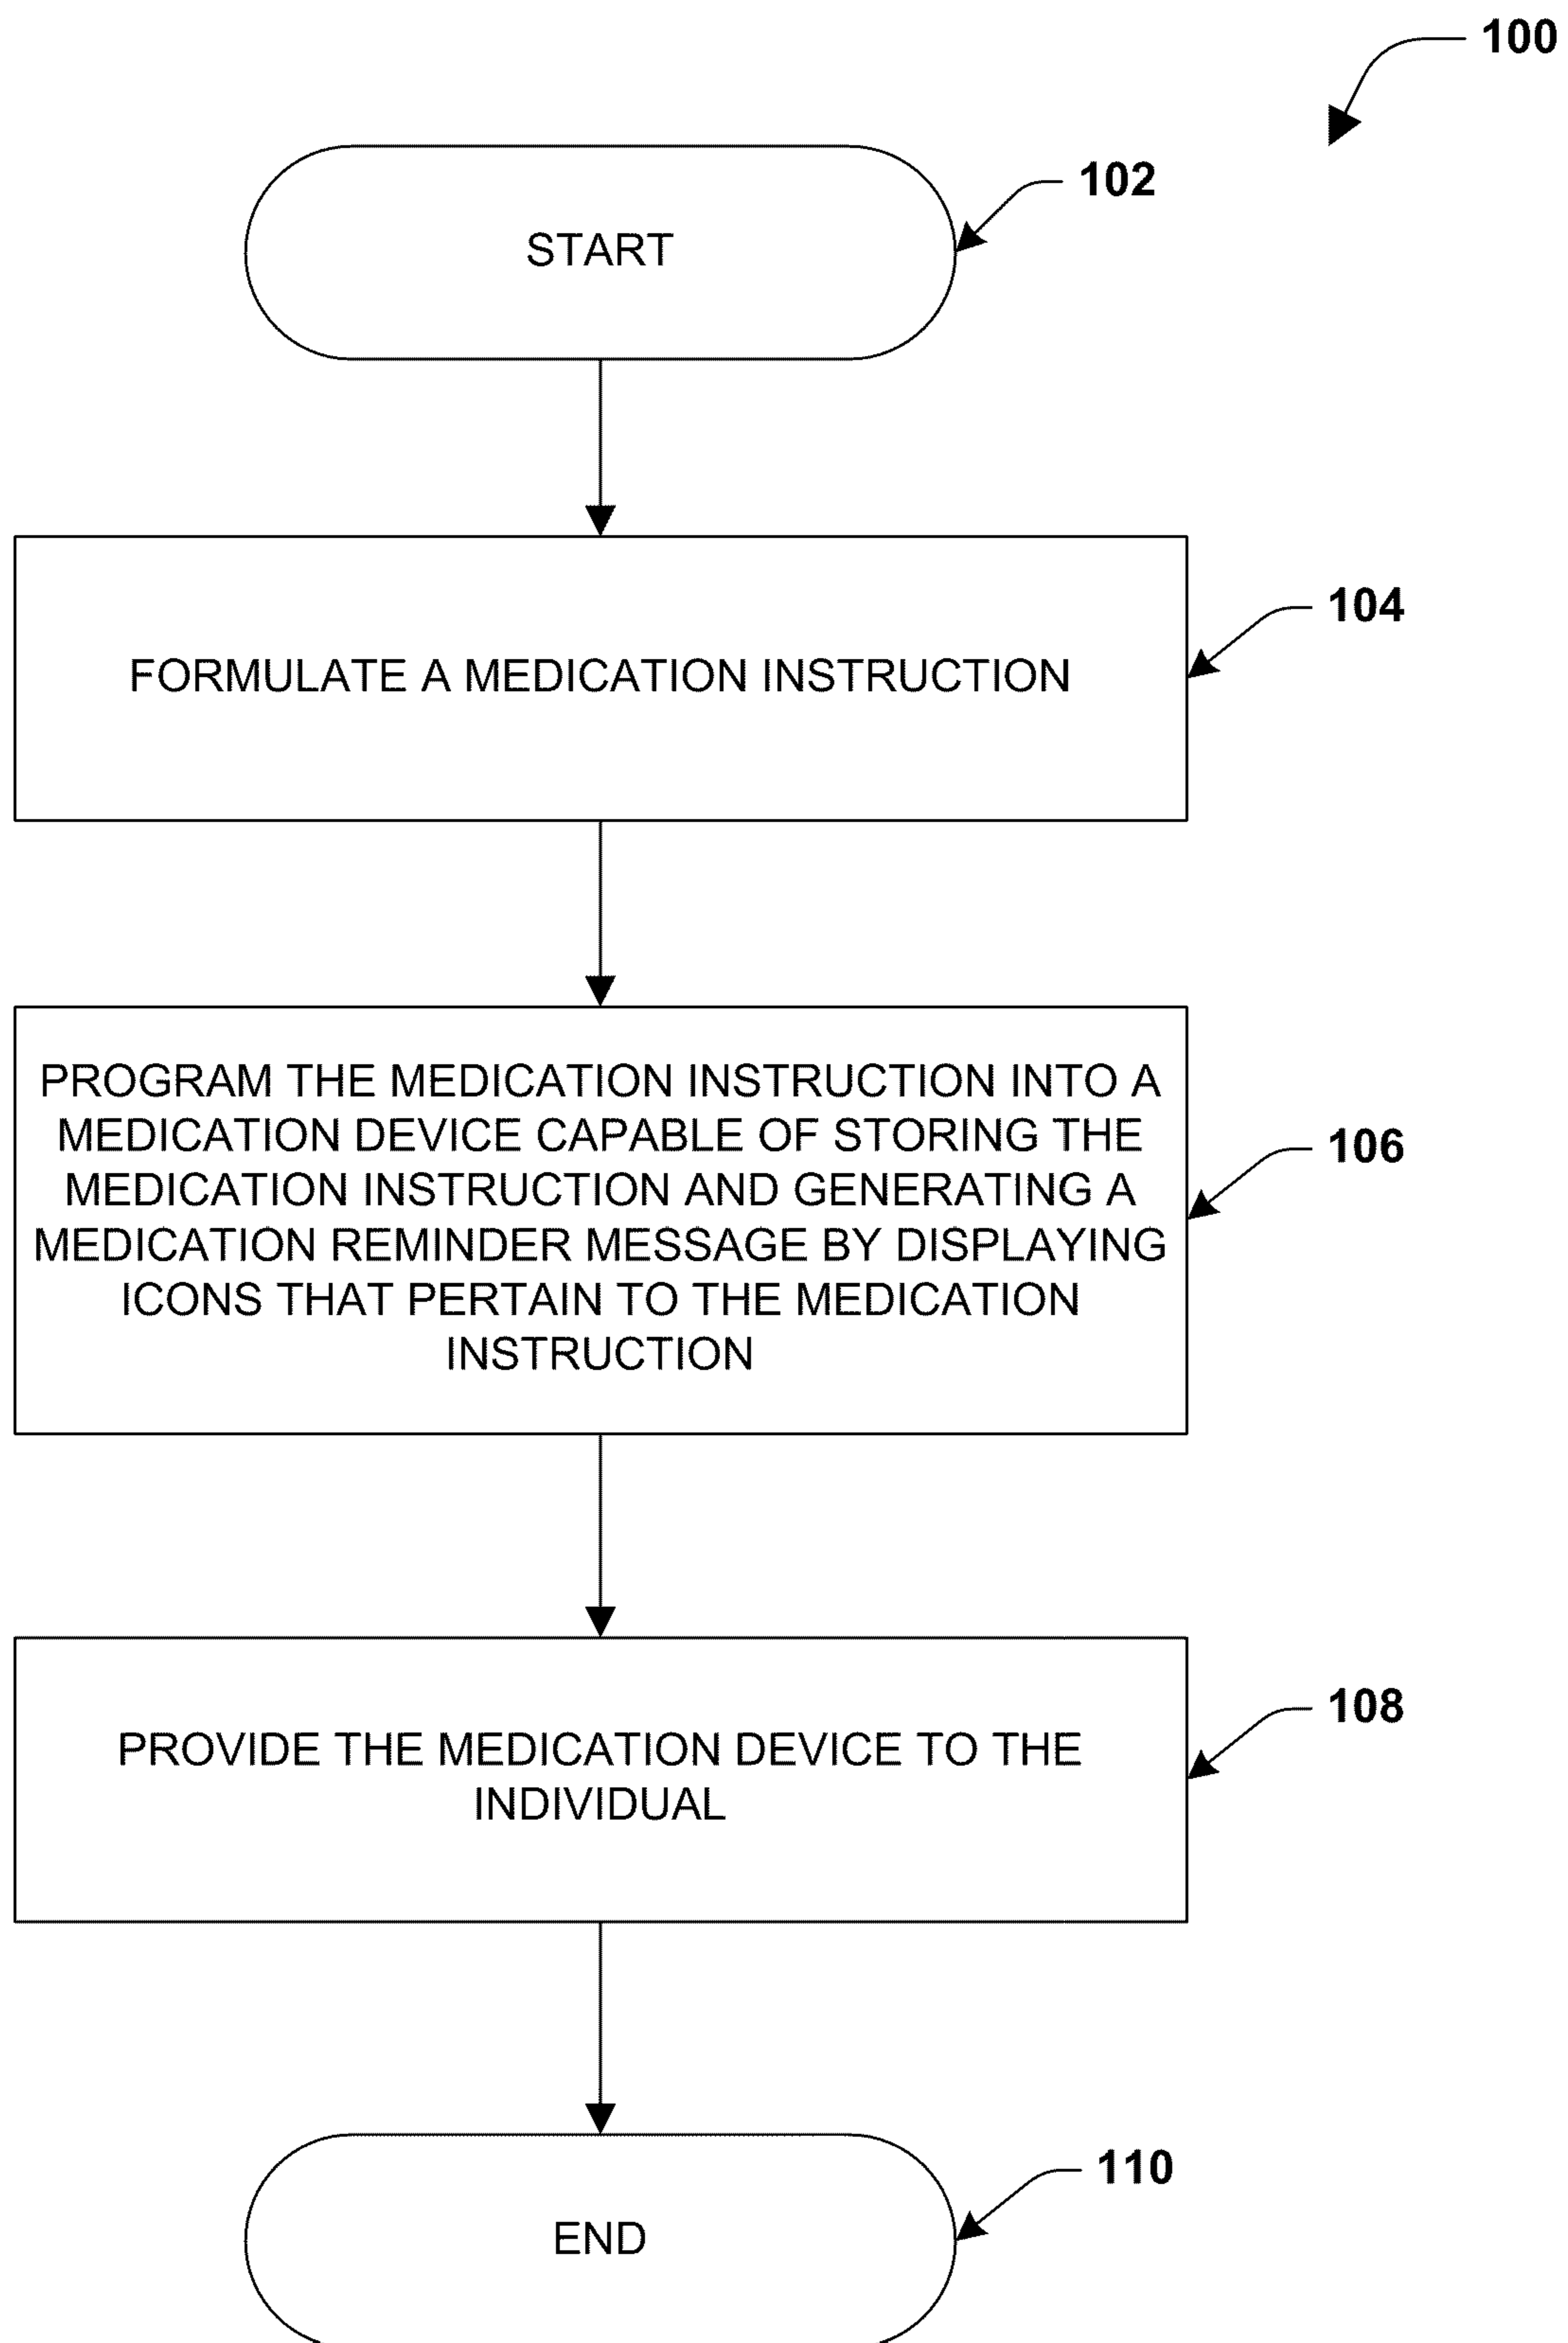 100
102
START
104
FORMULATE A MEDICATION INSTRUCTION
PROGRAM THE MEDICATION INSTRUCTION INTO A
MEDICATION DEVICE CAPABLE OF STORING THE
106
MEDICATION INSTRUCTION AND GENERATING A
MEDICATION REMINDER MESSAGE BY DISPLAYING
ICONS THAT PERTAIN TO THE MEDICATION
INSTRUCTION
108
PROVIDE THE MEDICATION DEVICE TO THE
INDIVIDUAL
110
END